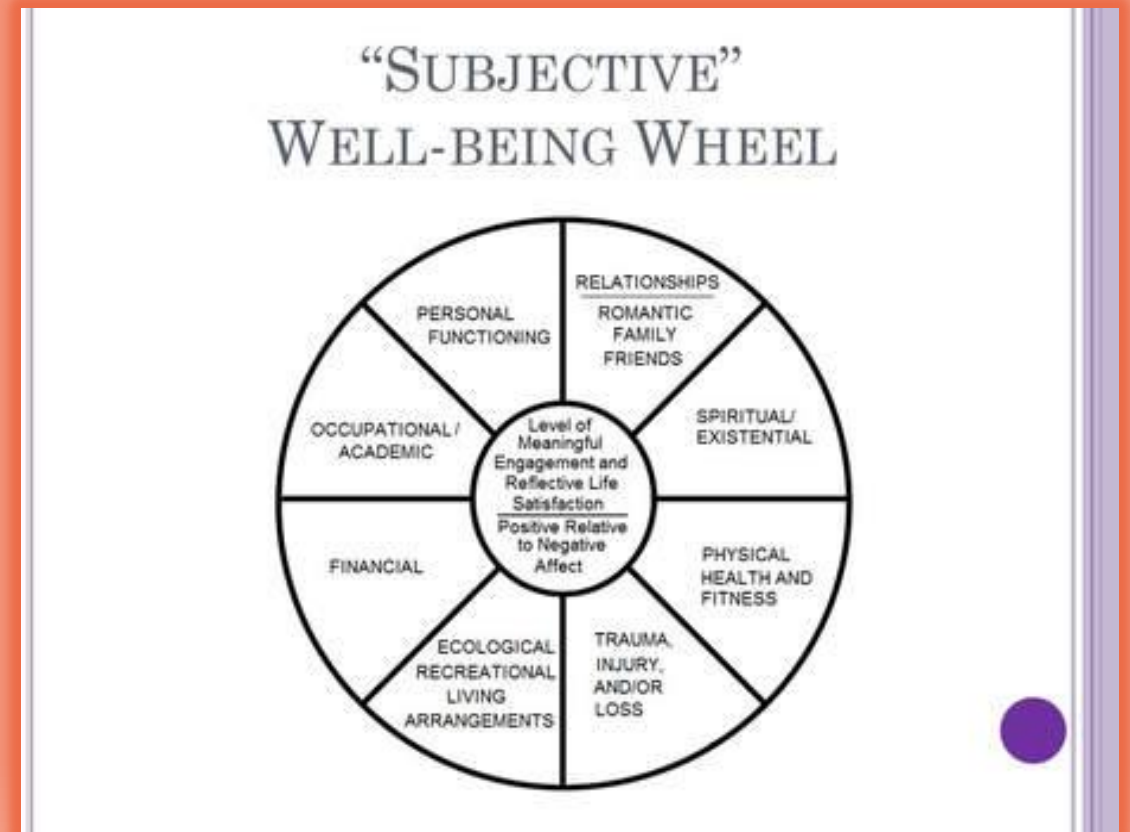 “SUBJECTIVE”
WELL-BEING WHEEL
PERSONAL
FUNCTIONING
RELATIONSHIPS
ROMANTIC
FAMILY
FRIENDS
OCCUPATIONAL/
ACADEMIC
SPIRITUAL/
EXISTENTIAL
Level of
Meaningful
Engagement and
Reflective Life
Satisfaction
Positive Relative
to Negative
Affect
FINANCIAL
PHYSICAL
HEALTH AND
FITNESS
ECOLOGICAL
RECREATIONAL
LIVING
ARRANGEMENTS
TRAUMA,
INJURY,
AND/OR
LOSS